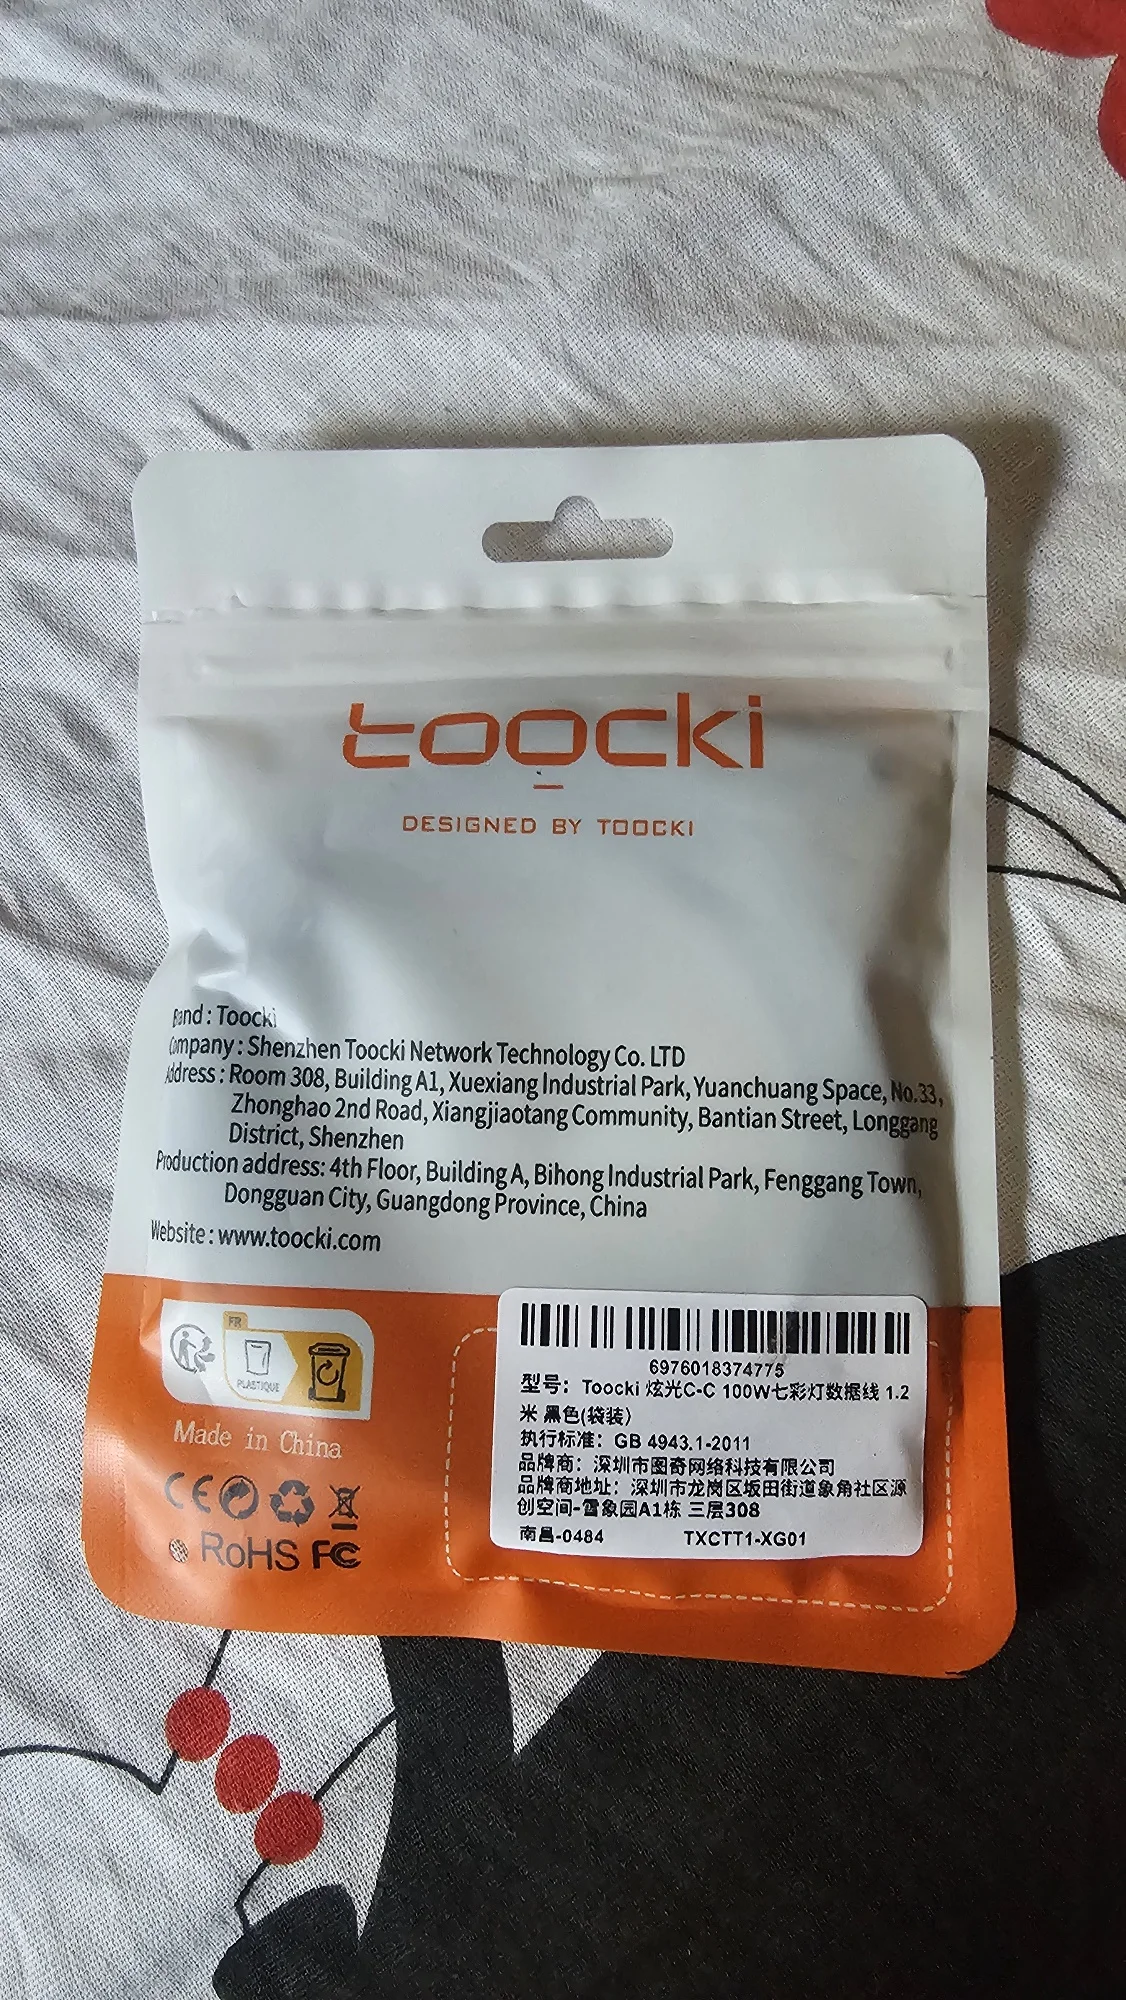 toocki
DESIGNED BY TOOCKI
Band : Toocki
Company : Shenzhen Toocki Network Technology Co. LTD
Address : Room 308, Building A1, Xuexiang Industrial Park, Yuanchuang Space, No.33,
Zhonghao 2nd Road, Xiangjiaotang Community, Bantian Street, Longgang
District, Shenzhen
Production address: 4th Floor, Building A, Bihong Industrial Park, Fenggang Town,
Dongguan City, Guangdong Province, China
Website : www.toocki.com
FR
PLASTIQUE
Made in China
CE
RoHS FC
6976018374775
型号：Toocki 炫光C-C 100W七彩灯数据线 1.2
米 黑色(袋装)
执行标准：GB 4943.1-2011
品牌商：深圳市图奇网络科技有限公司
品牌商地址：深圳市龙岗区坂田街道象角社区源
创空间-雪象园A1栋 三层308
南昌-0484 TXCTT1-XG01